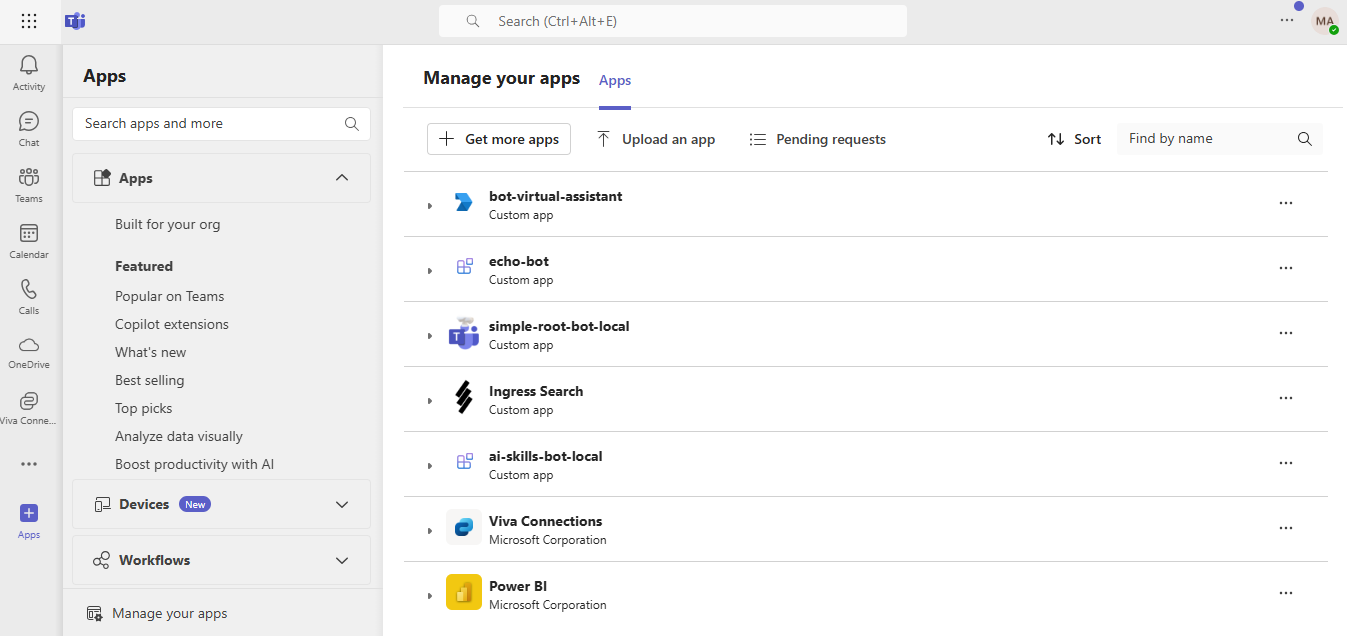 Search (Ctrl+Alt+E)
MA
Activity
Chat
Teams
Calendar
Calls
OneDrive
Viva Conne...
Apps
Apps
Search apps and more
Apps
Built for your org
Featured
Popular on Teams
Copilot extensions
What's new
Best selling
Top picks
Analyze data visually
Boost productivity with AI
Devices New
Workflows
Manage your apps
Manage your apps Apps
Get more apps Upload an app Pending requests Sort Find by name
bot-virtual-assistant
Custom app
echo-bot
Custom app
simple-root-bot-local
Custom app
Ingress Search
Custom app
ai-skills-bot-local
Custom app
Viva Connections
Microsoft Corporation
Power BI
Microsoft Corporation